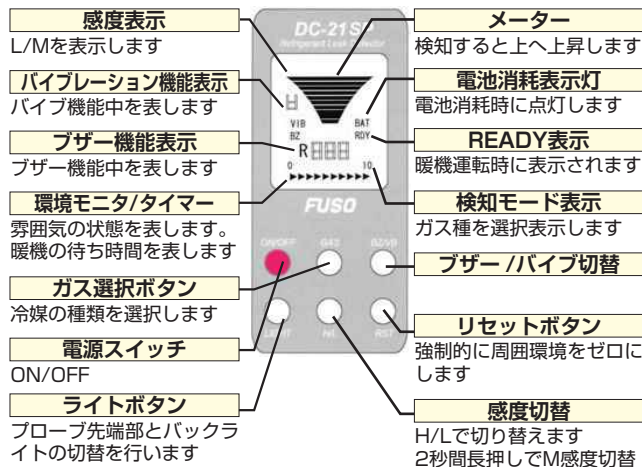 感度表示
L/Mを表示します
バイブレーション機能表示
バイブ機能中を表します
ブザー機能表示
ブザー機能中を表します
環境モニタ/タイマー
雰囲気の状態を表します。
暖機の待ち時間を表します
ガス選択ボタン
冷媒の種類を選択します
電源スイッチ
ON/OFF
ライトボタン
プローブ先端部とバックラ
イトの切替を行います
DC-21SP
Refrigerant Leak Detector
VIB
BAT
BZ
RDY
R
0
10
FUSO
ON/OFF
GAS
BZ/VIB
LIGHT
H/L
RST
メーター
検知すると上へ上昇します
電池消耗表示灯
電池消耗時に点灯します
READY表示
暖機運転時に表示されます
検知モード表示
ガス種を選択表示します
ブザー /バイブ切替
リセットボタン
強制的に周囲環境をゼロに
します
感度切替
H/Lで切り替えます
2秒間長押しでM感度切替